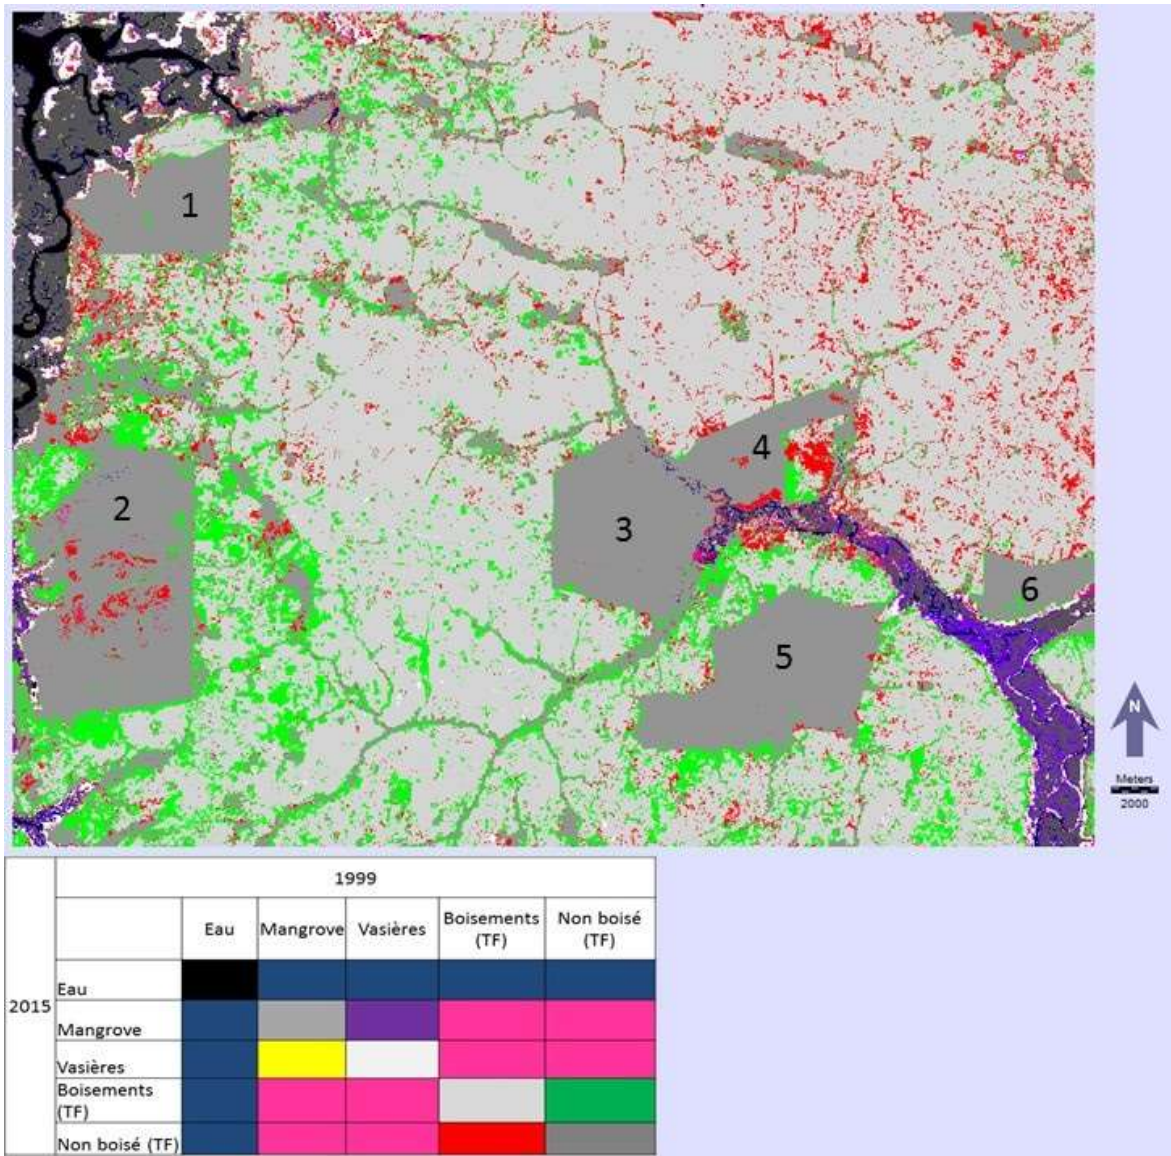 1
2
3
4
5
6
N
Meters
2000
1999
Eau Mangrove Vasières Boisements (TF) Non boisé (TF)
2015
Eau
Mangrove
Vasières
Boisements
(TF)
Non boisé (TF)